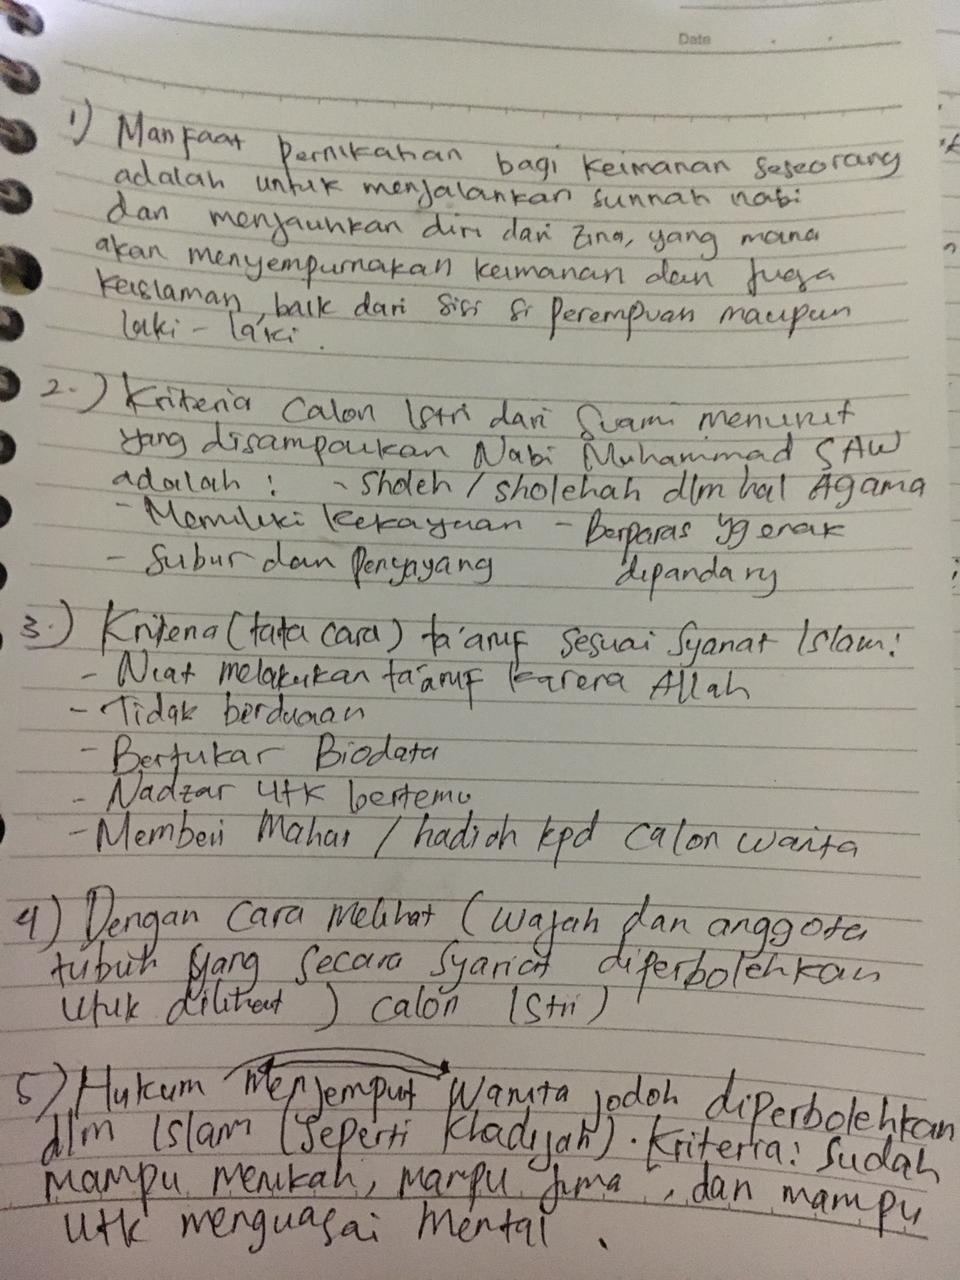 Date
1) Manfaat Pernikahan bagi keimanan seseorang
adalah untuk menjalankan sunnah nabi
dan menjauhkan diri dari zina, yang mana
akan menyempurnakan keimanan dan juga
keislaman, baik dari sisi si perempuan maupun
laki-laki.
2.) Kriteria Calon Istri dari Suami menurut
yang disampaikan Nabi Muhammad SAW
adalah : - Sholeh / sholehah dlm hal Agama
- Memiliki kekayaan - Berparas yg enak
- Subur dan Penyayang dipandang
3.) Kriteria (tata cara) ta'aruf sesuai Syariat Islam:
- Niat melakukan ta'aruf karena Allah
- Tidak berduaan
- Bertukar Biodata
- Nadzar utk bertemu
- Memberi Mahar / hadiah kpd calon wanita
4) Dengan Cara Melihat (wajah dan anggota
tubuh yang secara syariat diperbolehkan
utuk dilihat) calon Istri)
5) Hukum Menjemput Wanita jodoh diperbolehkan
dlm Islam (seperti Khadijah). Kriteria: Sudah
mampu menikah, mampu jima, dan mampu
utk menguasai mental.